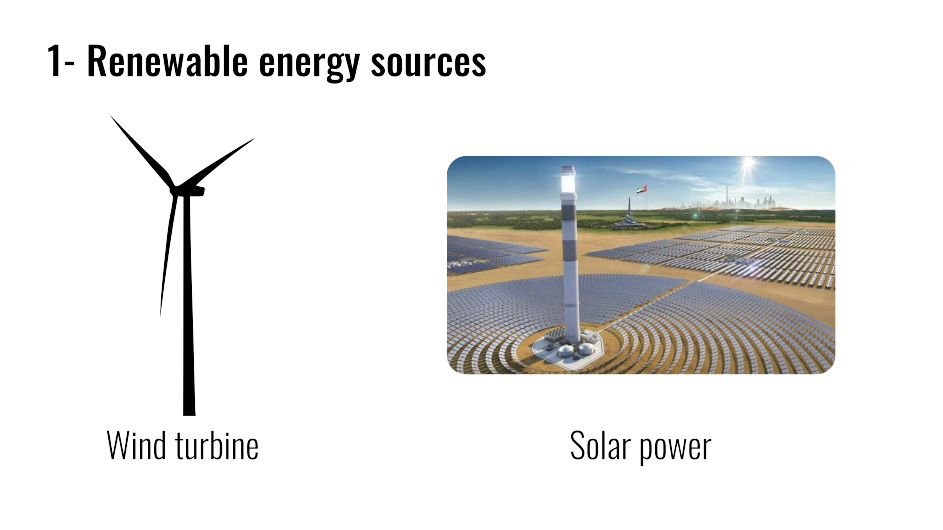 1- Renewable energy sources
Wind turbine
Solar power